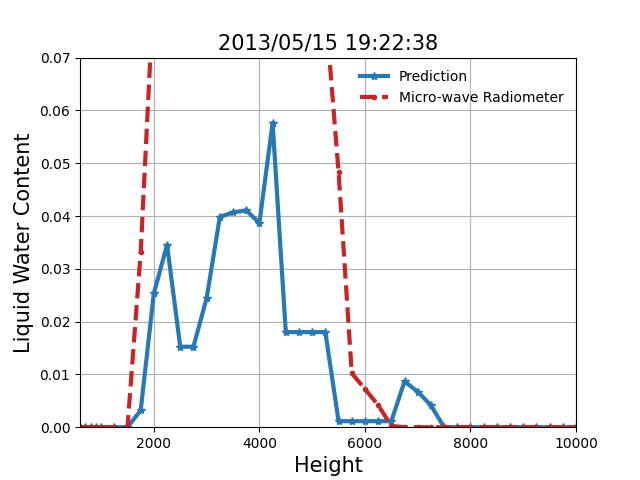 2013/05/15 19:22:38
0.07
0.06
0.05
0.04
0.03
0.02
0.01
0.00
Liquid Water Content
Prediction
Micro-wave Radiometer
2000 4000 6000 8000 10000
Height